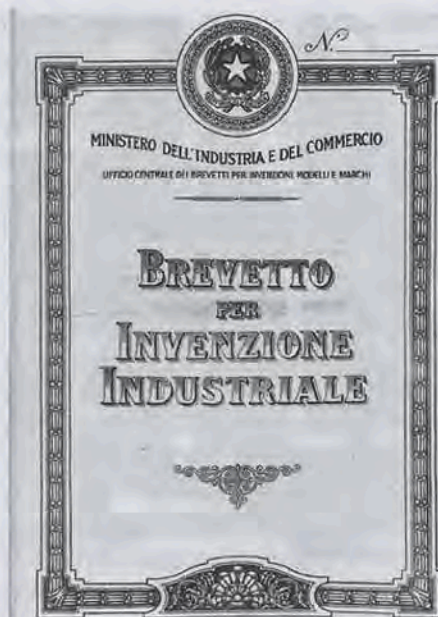 N.
MINISTERO DELL'INDUSTRIA E DEL COMMERCIO
UFFICIO CENTRALE DEI BREVETTI PER INVENZIONI, MODELLI E MARCHI
BREVETTO
PER
INVENZIONE
INDUSTRIALE